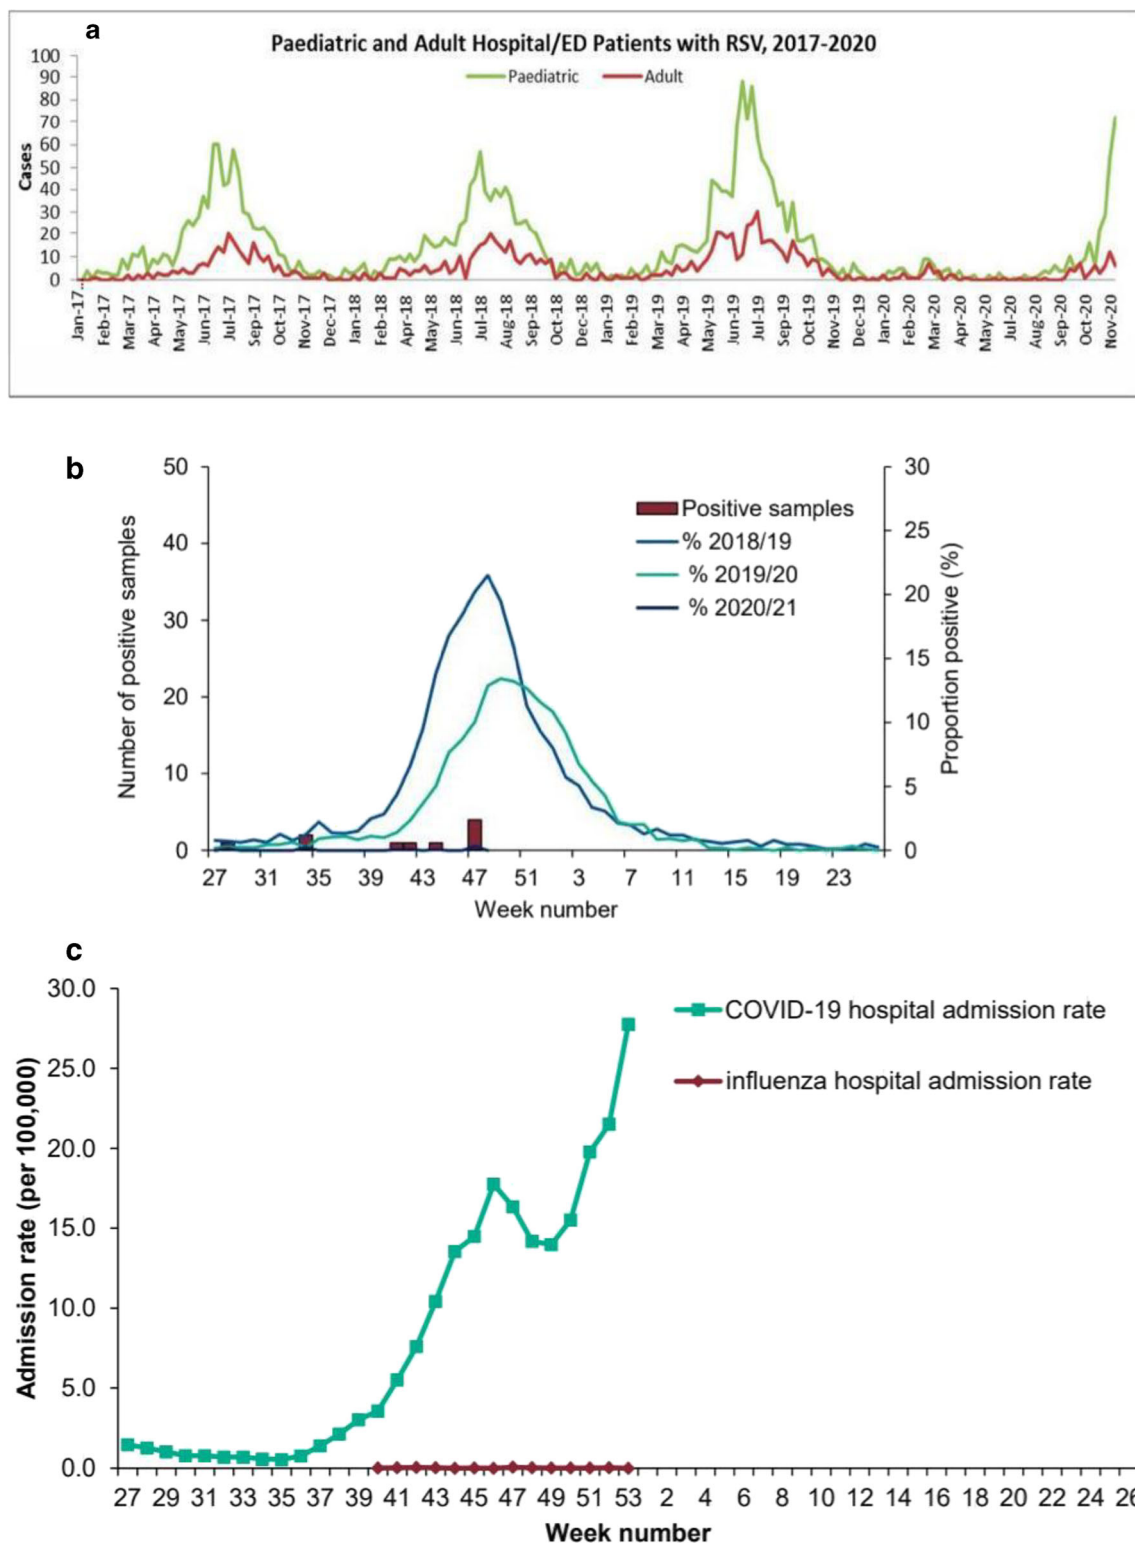 a
Paediatric and Adult Hospital/ED Patients with RSV, 2017-2020
Paediatric Adult
Cases
100
90
80
70
60
50
40
30
20
10
0
Jan-17... Feb-17 Mar-17 Apr-17 May-17 Jun-17 Jul-17 Sep-17 Oct-17 Nov-17 Dec-17 Jan-18 Feb-18 Mar-18 Apr-18 May-18 Jun-18 Jul-18 Aug-18 Sep-18 Oct-18 Dec-18 Jan-19 Feb-19 Mar-19 Apr-19 May-19 Jun-19 Jul-19 Sep-19 Oct-19 Nov-19 Dec-19 Jan-20 Feb-20 Mar-20 Apr-20 May-20 Jul-20 Aug-20 Sep-20 Oct-20 Nov-20
b
Number of positive samples
50
40
30
20
10
0
Positive samples
% 2018/19
% 2019/20
% 2020/21
30
25
20
15
10
5
0
Proportion positive (%)
27 31 35 39 43 47 51 3 7 11 15 19 23
Week number
c
Admission rate (per 100,000)
30.0
25.0
20.0
15.0
10.0
5.0
0.0
COVID-19 hospital admission rate
influenza hospital admission rate
27 29 31 33 35 37 39 41 43 45 47 49 51 53 2 4 6 8 10 12 14 16 18 20 22 24 26
Week number